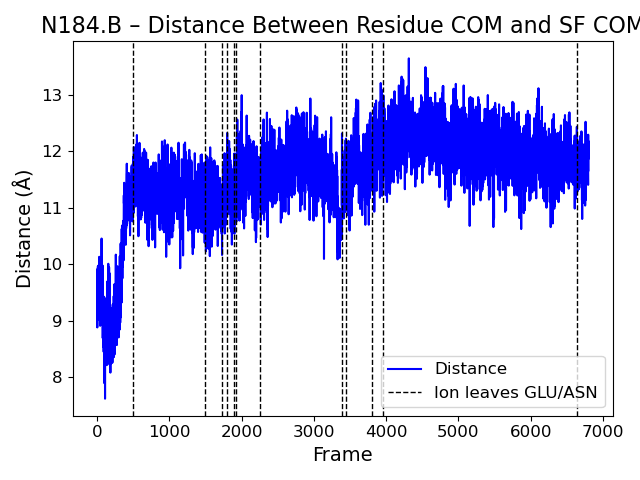 N184.B – Distance Between Residue COM and SF COM
Distance (Å)
13
12
11
10
9
8
0 1000 2000 3000 4000 5000 6000 7000
Frame
Distance
Ion leaves GLU/ASN